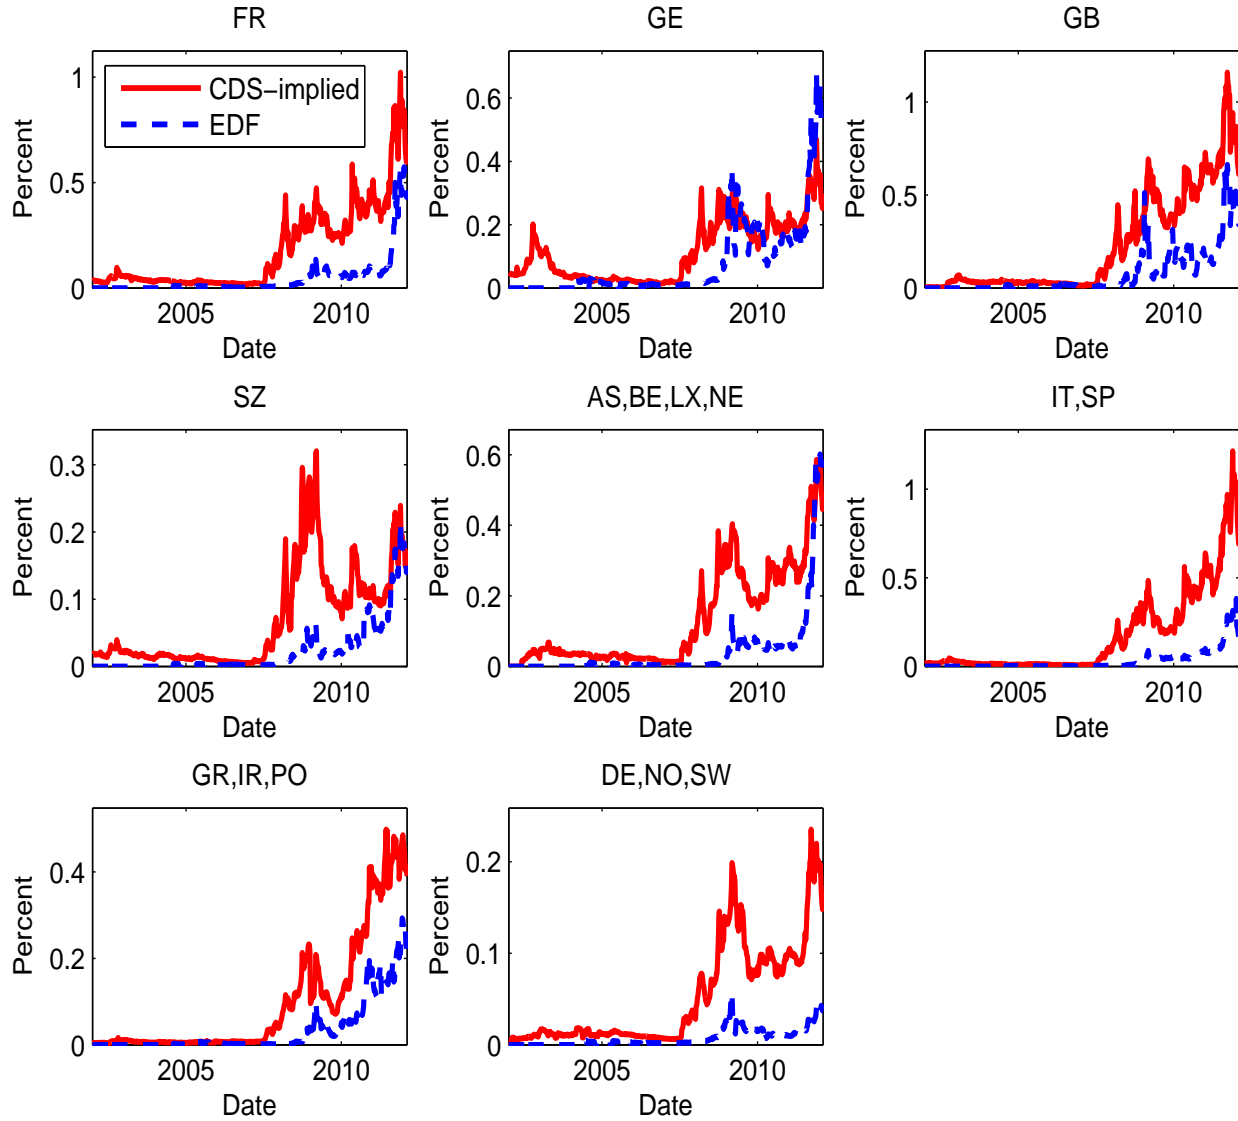 FR
GE
GB
CDS-implied
EDF
Percent
1
0.5
0
2005
2010
Date
Percent
0.6
0.4
0.2
0
2005
2010
Date
Percent
1
0.5
0
2005
2010
Date
SZ
AS,BE,LX,NE
IT,SP
Percent
0.3
0.2
0.1
0
2005
2010
Date
Percent
0.6
0.4
0.2
0
2005
2010
Date
Percent
1
0.5
0
2005
2010
Date
GR,IR,PO
DE,NO,SW
Percent
0.4
0.2
0
2005
2010
Date
Percent
0.2
0.1
0
2005
2010
Date